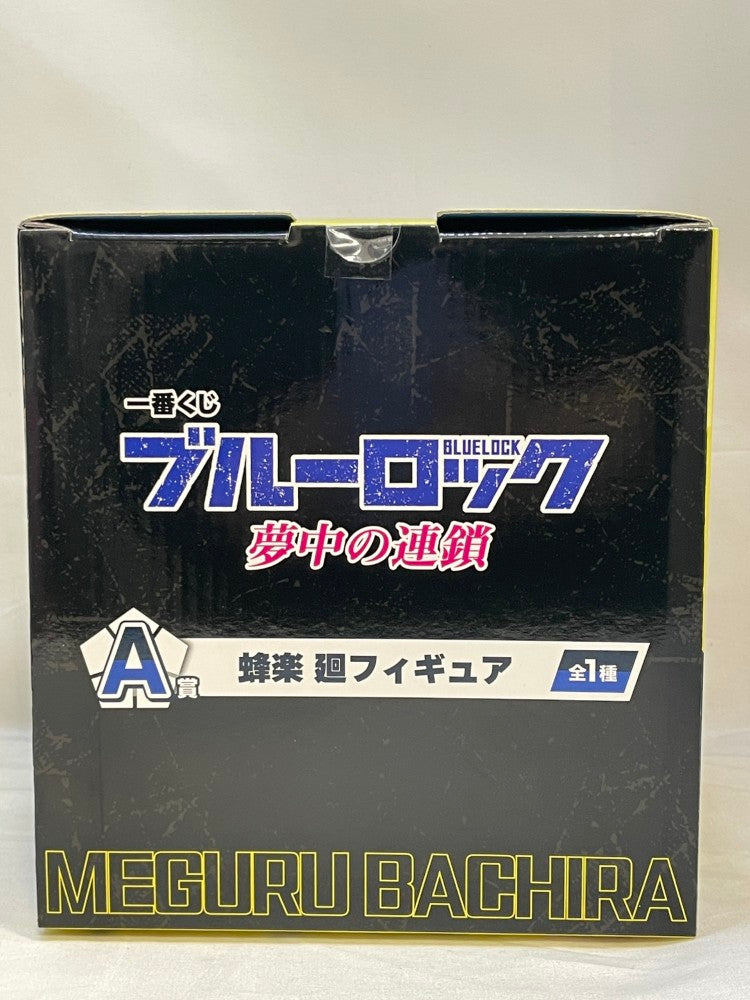 一番くじ
ブルーロック
BLUELOCK
夢中の連鎖
A賞
蜂楽 廻フィギュア
全1種
MEGURU BACHIRA